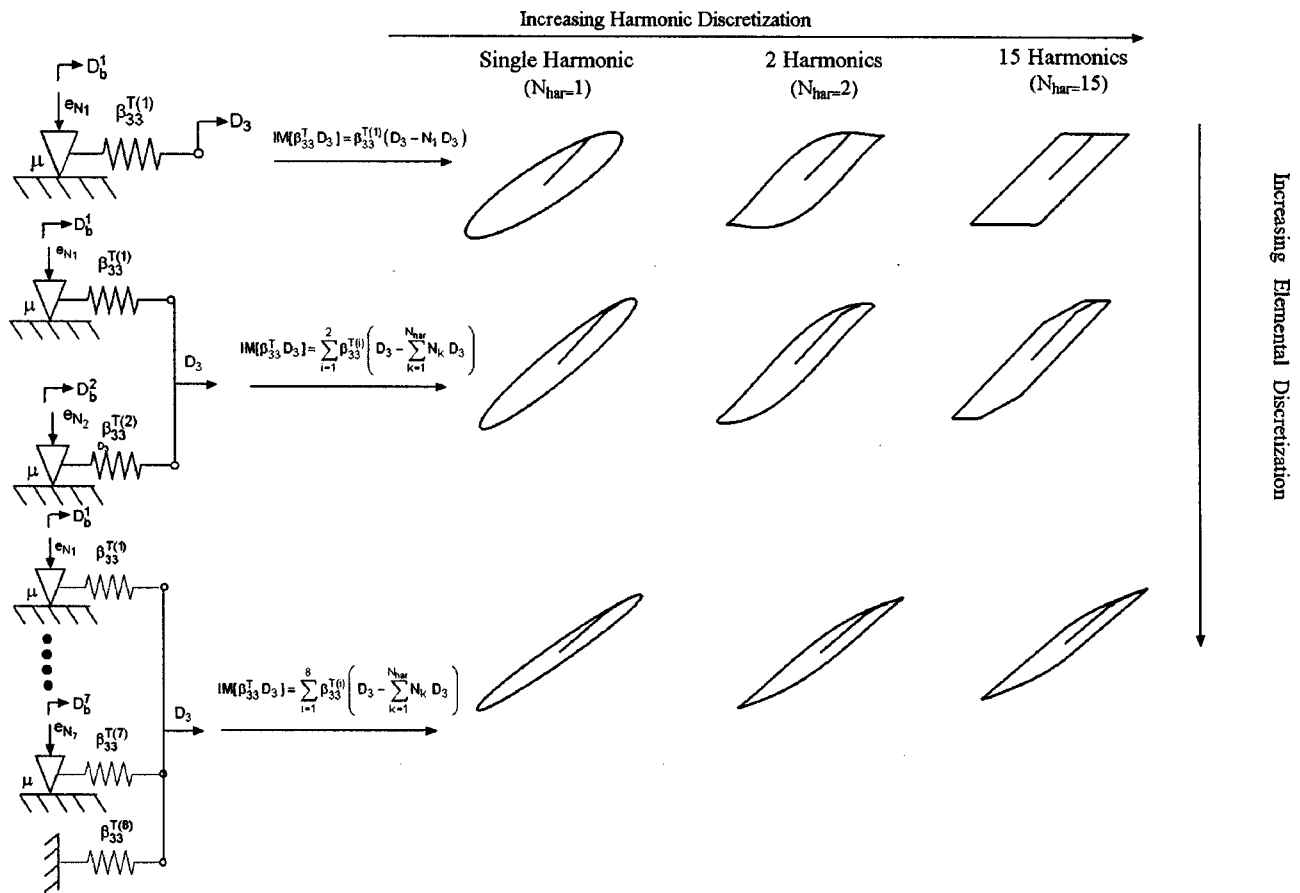 Increasing Harmonic Discretization
Single Harmonic
(N_har=1)
2 Harmonics
(N_har=2)
15 Harmonics
(N_har=15)
D_b^1
e_N1
β_33^T(1)
D_3
μ
IM[β_33^T D_3] = β_33^T(1) (D_3 − N_1 D_3)
D_b^1
e_N1
β_33^T(1)
μ
D_3
IM[β_33^T D_3] = ∑_{i=1}^{2} β_33^T(i) ( D_3 − ∑_{k=1}^{N_har} N_k D_3 )
D_b^2
e_N2
β_33^T(2)
μ
D_b^1
e_N1
β_33^T(1)
μ
D_3
IM[β_33^T D_3] = ∑_{i=1}^{8} β_33^T(i) ( D_3 − ∑_{k=1}^{N_har} N_k D_3 )
D_b^7
e_N7
β_33^T(7)
μ
β_33^T(8)
Increasing Elemental Discretization